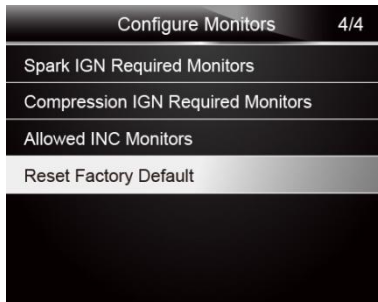 Configure Monitors 4/4
Spark IGN Required Monitors
Compression IGN Required Monitors
Allowed INC Monitors
Reset Factory Default